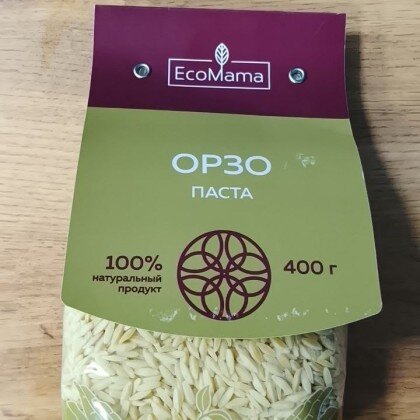 EcoMama
ОРЗО
ПАСТА
100%
натуральный
продукт
400 г